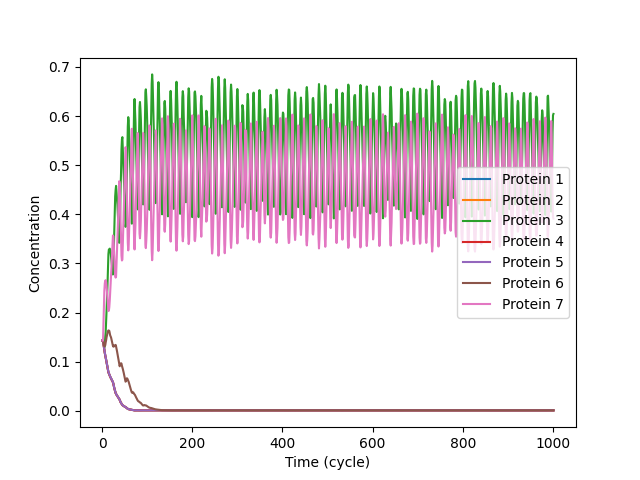 0.7
0.6
0.5
0.4
0.3
0.2
0.1
0.0
Concentration
Protein 1
Protein 2
Protein 3
Protein 4
Protein 5
Protein 6
Protein 7
0 200 400 600 800 1000
Time (cycle)